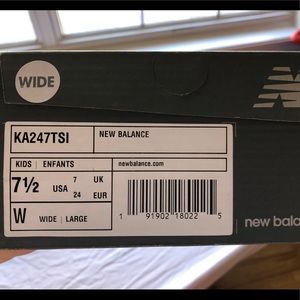 WIDE
KA247TSI NEW BALANCE
KIDS | ENFANTS newbalance.com
7½ USA 7 UK 24 EUR
W WIDE | LARGE
1 91902 18022 5
new bala